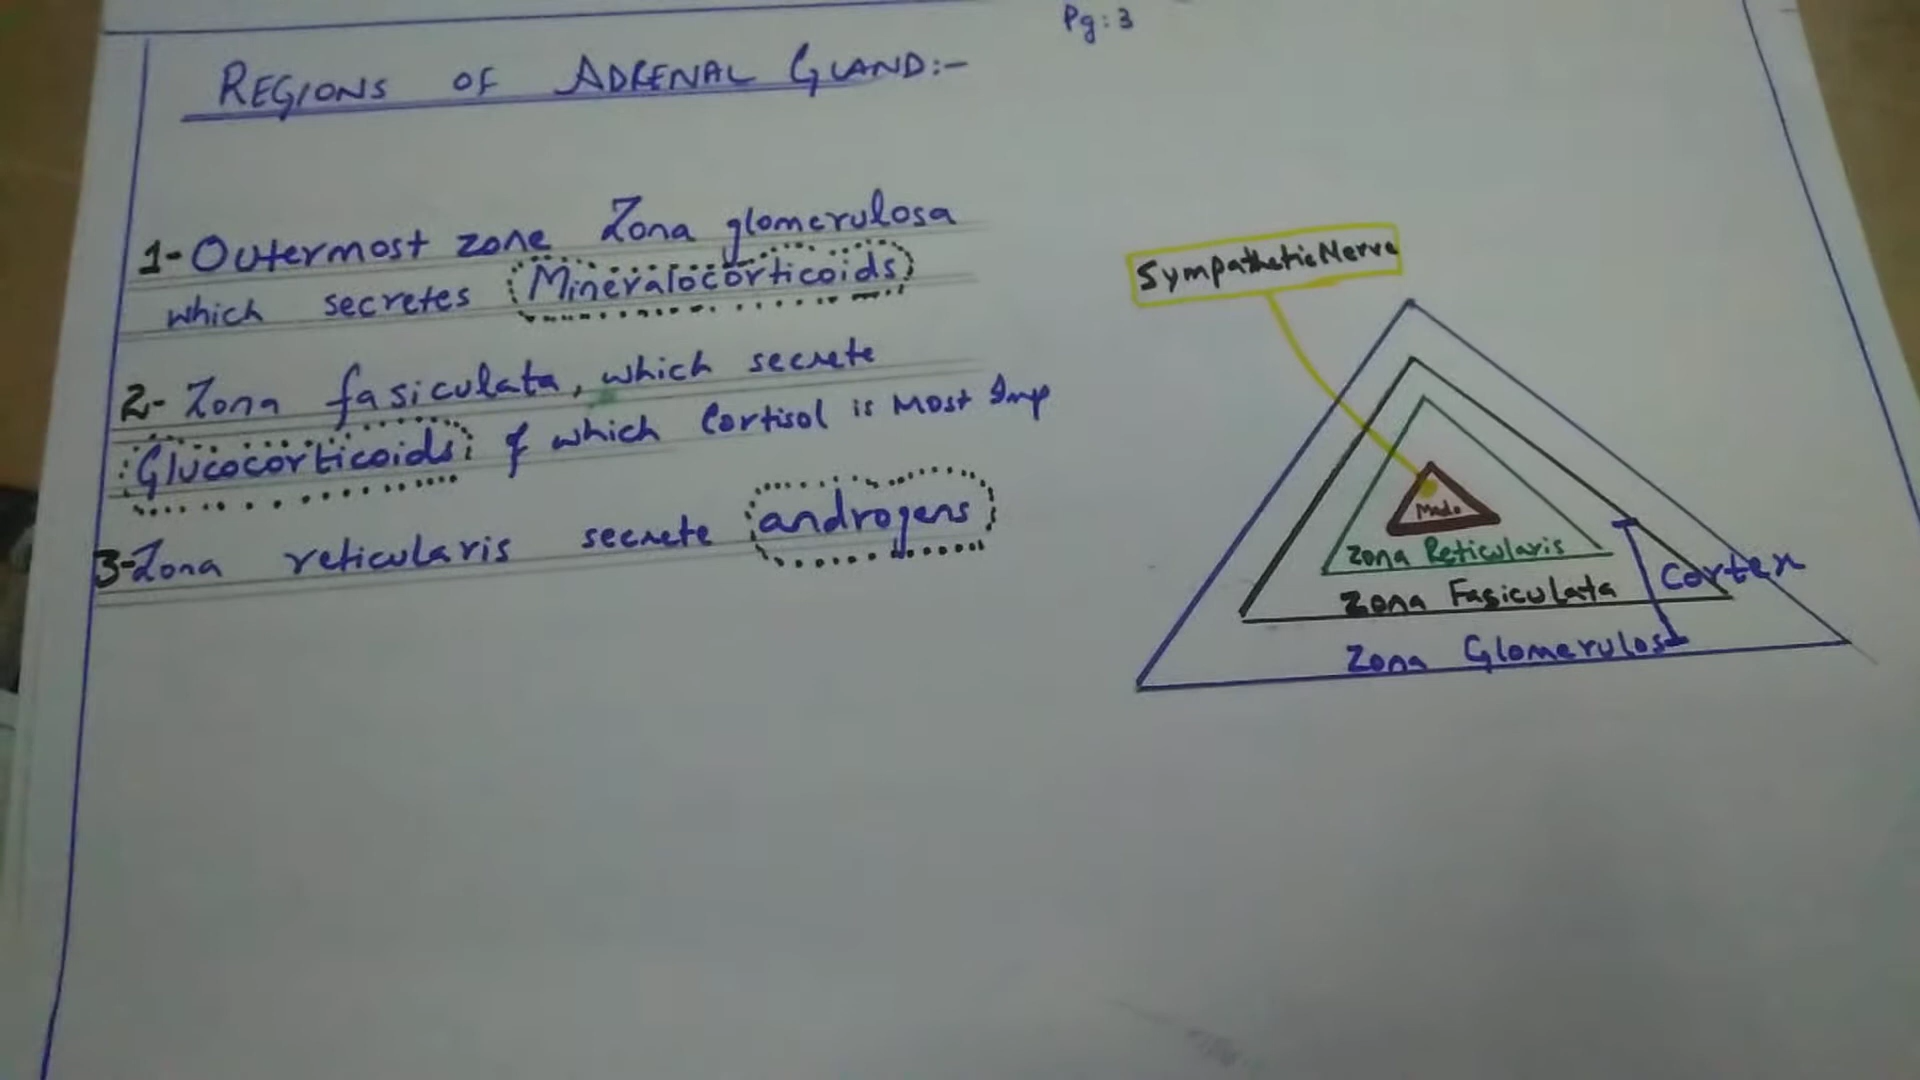 Pg: 3
REGIONS OF ADRENAL GLAND:-
1- Outermost zone Zona glomerulosa
which secretes Mineralocorticoids
2- Zona fasiculata, which secrete
Glucocorticoids of which Cortisol is Most Imp
3- Zona reticularis secrete androgens
Sympathetic Nerve
Zona Reticularis
Zona Fasiculata
Cortex
Zona Glomerulosa